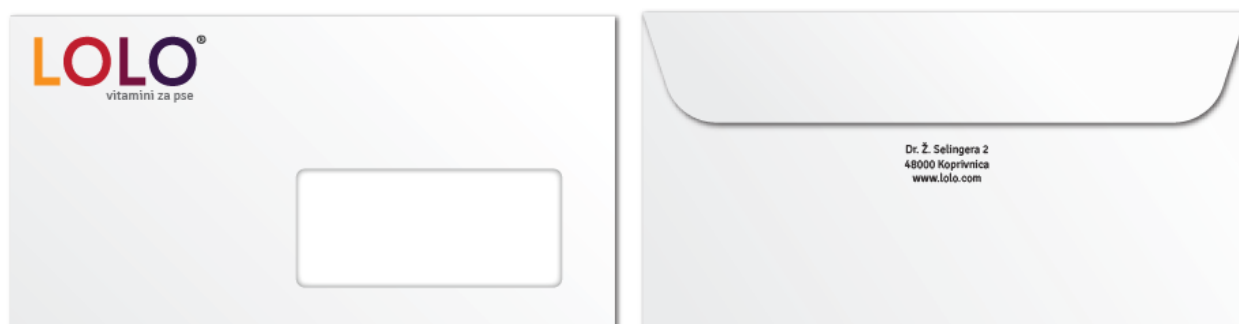 LOLO®
vitamini za pse
Dr. Ž. Selingera 2
48000 Koprivnica
www.lolo.com